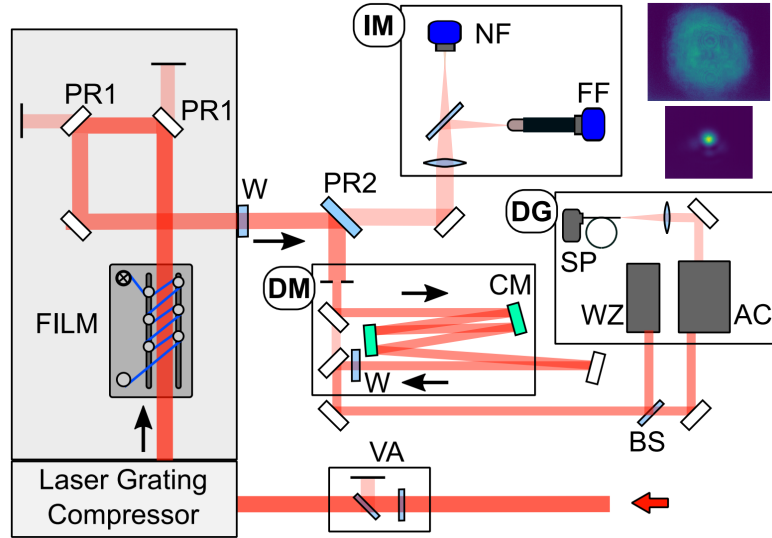 IM
NF
FF
PR1
PR1
W
PR2
DG
SP
WZ
AC
DM
CM
W
FILM
BS
VA
Laser Grating
Compressor